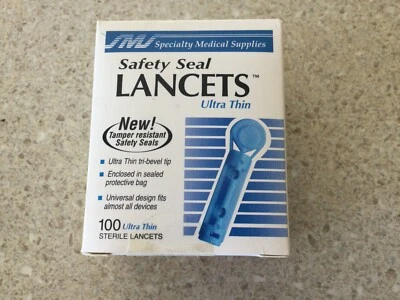 SMS Specialty Medical Supplies
Safety Seal
LANCETS™
Ultra Thin
New!
Tamper resistant
Safety Seals
• Ultra Thin tri-bevel tip
• Enclosed in sealed
protective bag
• Universal design fits
almost all devices
100 Ultra Thin
STERILE LANCETS